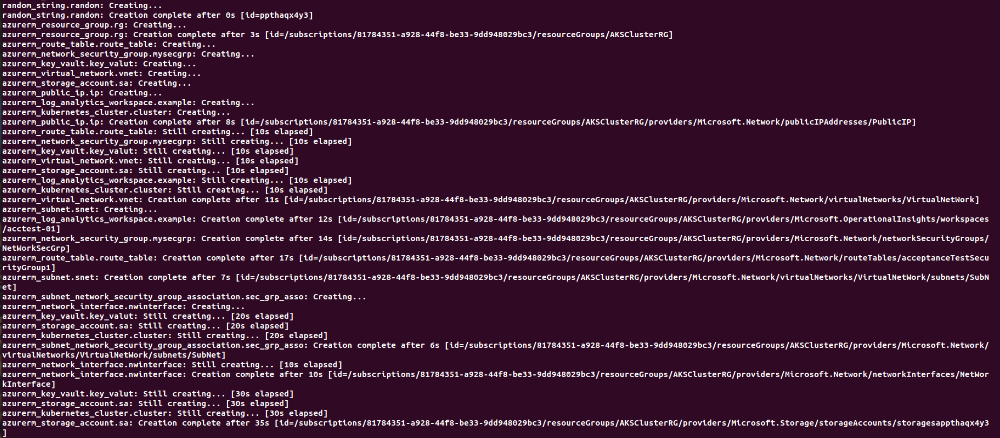 random_string.random: Creating...
random_string.random: Creation complete after 0s [id=ppthaqx4y3]
azurerm_resource_group.rg: Creating...
azurerm_resource_group.rg: Creation complete after 3s [id=/subscriptions/81784351-a928-44f8-be33-9dd948029bc3/resourceGroups/AKSClusterRG]
azurerm_route_table.route_table: Creating...
azurerm_network_security_group.mysecgrp: Creating...
azurerm_key_vault.key_valut: Creating...
azurerm_virtual_network.vnet: Creating...
azurerm_storage_account.sa: Creating...
azurerm_public_ip.ip: Creating...
azurerm_log_analytics_workspace.example: Creating...
azurerm_kubernetes_cluster.cluster: Creating...
azurerm_public_ip.ip: Creation complete after 8s [id=/subscriptions/81784351-a928-44f8-be33-9dd948029bc3/resourceGroups/AKSClusterRG/providers/Microsoft.Network/publicIPAddresses/PublicIP]
azurerm_route_table.route_table: Still creating... [10s elapsed]
azurerm_network_security_group.mysecgrp: Still creating... [10s elapsed]
azurerm_key_vault.key_valut: Still creating... [10s elapsed]
azurerm_virtual_network.vnet: Still creating... [10s elapsed]
azurerm_storage_account.sa: Still creating... [10s elapsed]
azurerm_log_analytics_workspace.example: Still creating... [10s elapsed]
azurerm_kubernetes_cluster.cluster: Still creating... [10s elapsed]
azurerm_virtual_network.vnet: Creation complete after 11s [id=/subscriptions/81784351-a928-44f8-be33-9dd948029bc3/resourceGroups/AKSClusterRG/providers/Microsoft.Network/virtualNetworks/VirtualNetWork]
azurerm_subnet.snet: Creating...
azurerm_log_analytics_workspace.example: Creation complete after 12s [id=/subscriptions/81784351-a928-44f8-be33-9dd948029bc3/resourceGroups/AKSClusterRG/providers/Microsoft.OperationalInsights/workspaces
/acctest-01]
azurerm_network_security_group.mysecgrp: Creation complete after 14s [id=/subscriptions/81784351-a928-44f8-be33-9dd948029bc3/resourceGroups/AKSClusterRG/providers/Microsoft.Network/networkSecurityGroups/
NetWorkSecGrp]
azurerm_route_table.route_table: Creation complete after 17s [id=/subscriptions/81784351-a928-44f8-be33-9dd948029bc3/resourceGroups/AKSClusterRG/providers/Microsoft.Network/routeTables/acceptanceTestSecu
rityGroup1]
azurerm_subnet.snet: Creation complete after 7s [id=/subscriptions/81784351-a928-44f8-be33-9dd948029bc3/resourceGroups/AKSClusterRG/providers/Microsoft.Network/virtualNetworks/VirtualNetWork/subnets/SubN
et]
azurerm_subnet_network_security_group_association.sec_grp_asso: Creating...
azurerm_network_interface.nwinterface: Creating...
azurerm_key_vault.key_valut: Still creating... [20s elapsed]
azurerm_storage_account.sa: Still creating... [20s elapsed]
azurerm_kubernetes_cluster.cluster: Still creating... [20s elapsed]
azurerm_subnet_network_security_group_association.sec_grp_asso: Creation complete after 6s [id=/subscriptions/81784351-a928-44f8-be33-9dd948029bc3/resourceGroups/AKSClusterRG/providers/Microsoft.Network/
virtualNetworks/VirtualNetWork/subnets/SubNet]
azurerm_network_interface.nwinterface: Still creating... [10s elapsed]
azurerm_network_interface.nwinterface: Creation complete after 10s [id=/subscriptions/81784351-a928-44f8-be33-9dd948029bc3/resourceGroups/AKSClusterRG/providers/Microsoft.Network/networkInterfaces/NetWor
kInterface]
azurerm_key_vault.key_valut: Still creating... [30s elapsed]
azurerm_storage_account.sa: Still creating... [30s elapsed]
azurerm_kubernetes_cluster.cluster: Still creating... [30s elapsed]
azurerm_storage_account.sa: Creation complete after 35s [id=/subscriptions/81784351-a928-44f8-be33-9dd948029bc3/resourceGroups/AKSClusterRG/providers/Microsoft.Storage/storageAccounts/storagesappthaqx4y3
]